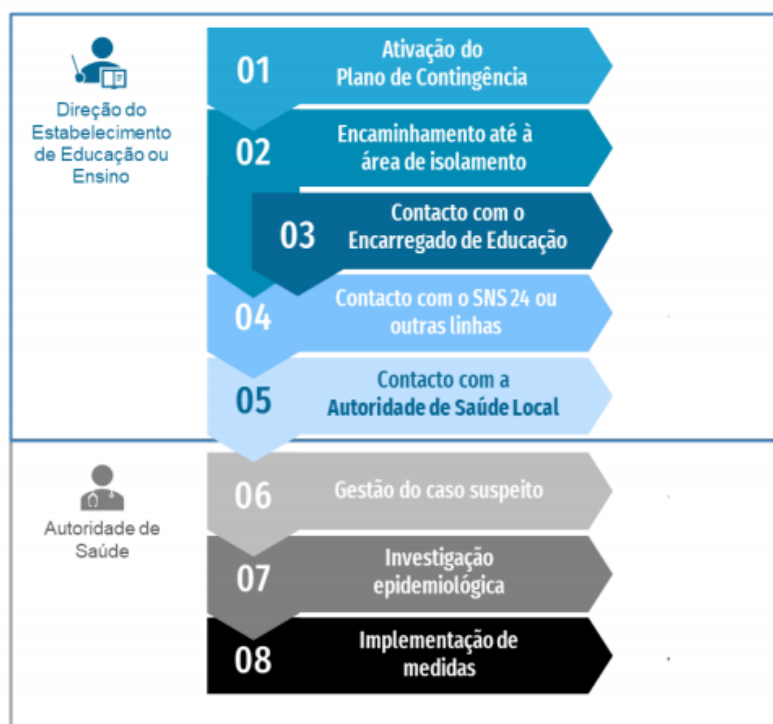 Direção do
Estabelecimento
de Educação ou
Ensino
01
Ativação do
Plano de Contingência
02
Encaminhamento até à
área de isolamento
03
Contacto com o
Encarregado de Educação
04
Contacto com o SNS 24 ou
outras linhas
05
Contacto com a
Autoridade de Saúde Local
Autoridade de
Saúde
06
Gestão do caso suspeito
07
Investigação
epidemiológica
08
Implementação de
medidas